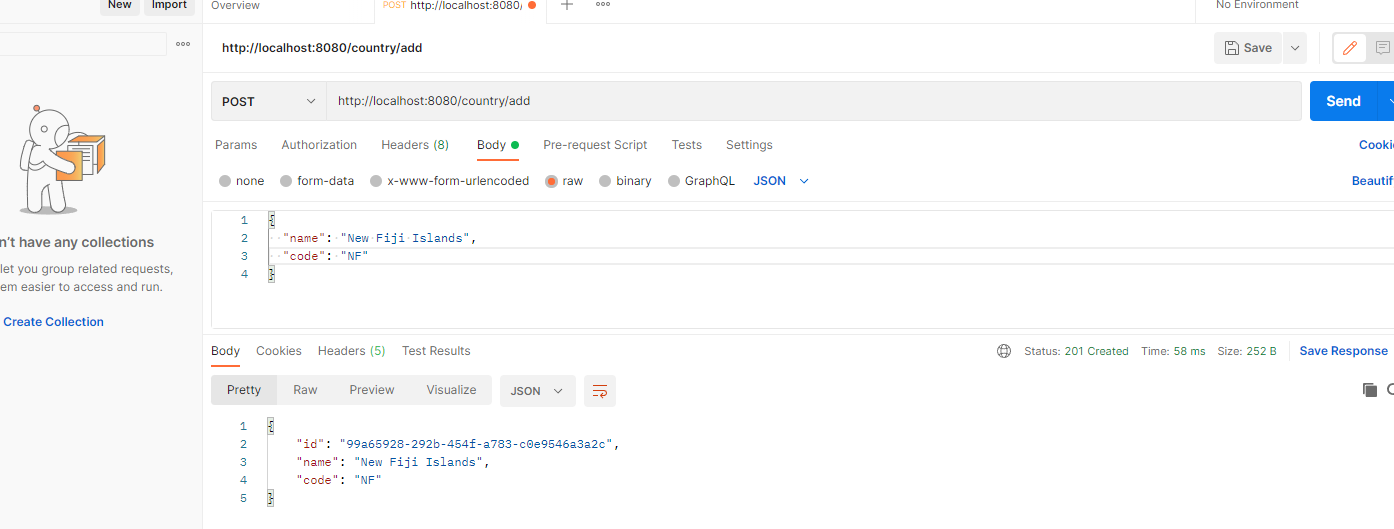 New
Import
Overview
POST http://localhost:8080/
No Environment
http://localhost:8080/country/add
Save
POST
http://localhost:8080/country/add
Send
Params
Authorization
Headers (8)
Body
Pre-request Script
Tests
Settings
Cookie
none
form-data
x-www-form-urlencoded
raw
binary
GraphQL
JSON
Beautif
1 {
2 "name": "New Fiji Islands",
3 "code": "NF"
4 }
n't have any collections
let you group related requests,
em easier to access and run.
Create Collection
Body
Cookies
Headers (5)
Test Results
Status: 201 Created
Time: 58 ms
Size: 252 B
Save Response
Pretty
Raw
Preview
Visualize
JSON
1 {
2 "id": "99a65928-292b-454f-a783-c0e9546a3a2c",
3 "name": "New Fiji Islands",
4 "code": "NF"
5 }